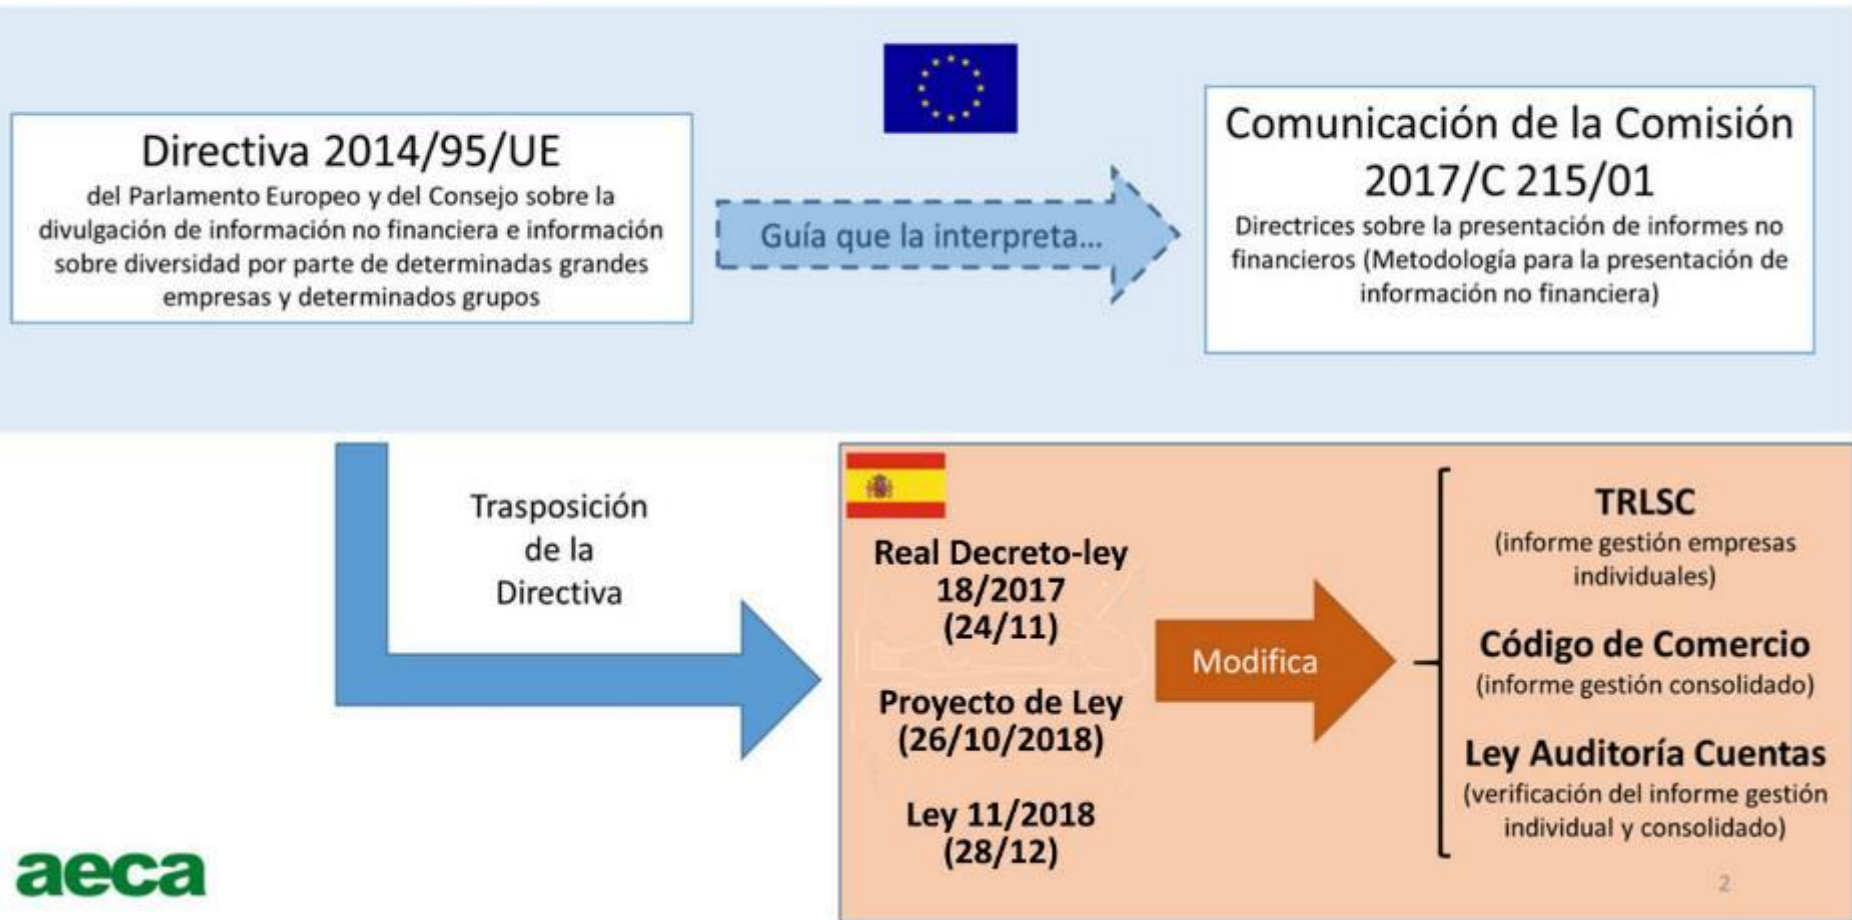 Directiva 2014/95/UE
del Parlamento Europeo y del Consejo sobre la
divulgación de información no financiera e información
sobre diversidad por parte de determinadas grandes
empresas y determinados grupos
Guía que la interpreta...
Comunicación de la Comisión
2017/C 215/01
Directrices sobre la presentación de informes no
financieros (Metodología para la presentación de
información no financiera)
Trasposición
de la
Directiva
Real Decreto-ley
18/2017
(24/11)
Proyecto de Ley
(26/10/2018)
Ley 11/2018
(28/12)
Modifica
TRLSC
(informe gestión empresas
individuales)
Código de Comercio
(informe gestión consolidado)
Ley Auditoría Cuentas
(verificación del informe gestión
individual y consolidado)
aeca
2